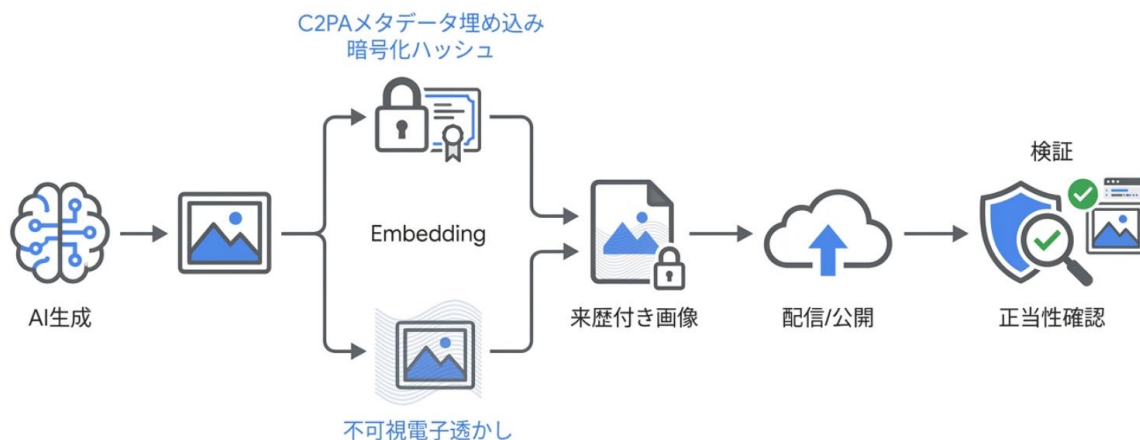 C2PAメタデータ埋め込み
暗号化ハッシュ
検証
Embedding
AI生成
来歴付き画像
配信/公開
正当性確認
不可視電子透かし